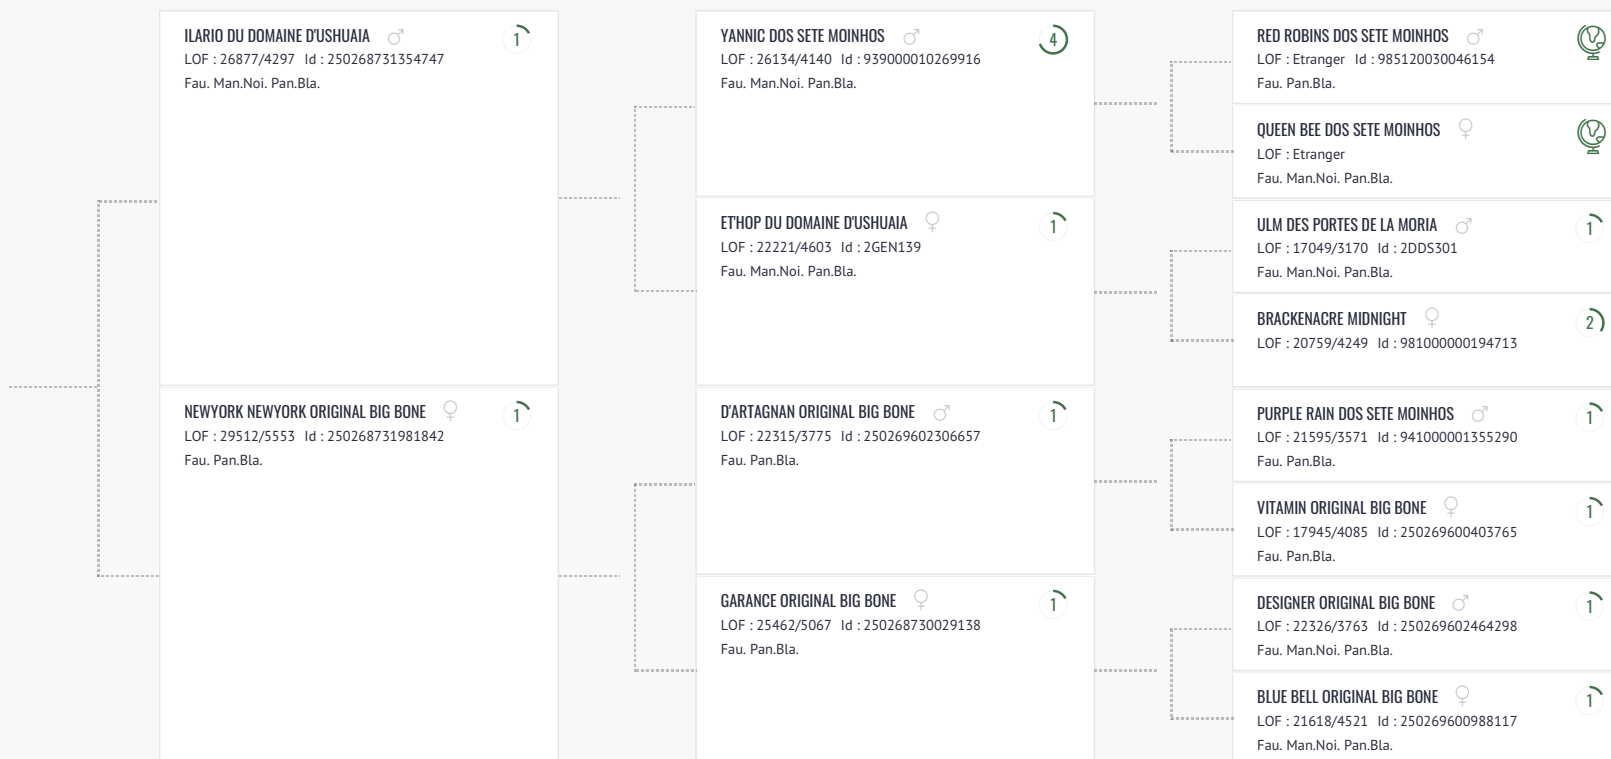 ILARIO DU DOMAINE D'USHUAIA
1
LOF : 26877/4297 Id : 250268731354747
Fau. Man.Noi. Pan.Bla.
NEWYORK NEWYORK ORIGINAL BIG BONE
1
LOF : 29512/5553 Id : 250268731981842
Fau. Pan.Bla.
YANNIC DOS SETE MOINHOS
4
LOF : 26134/4140 Id : 939000010269916
Fau. Man.Noi. Pan.Bla.
ET'HOP DU DOMAINE D'USHUAIA
1
LOF : 22221/4603 Id : 2GEN139
Fau. Man.Noi. Pan.Bla.
D'ARTAGNAN ORIGINAL BIG BONE
1
LOF : 22315/3775 Id : 250269602306657
Fau. Pan.Bla.
GARANCE ORIGINAL BIG BONE
1
LOF : 25462/5067 Id : 250268730029138
Fau. Pan.Bla.
RED ROBINS DOS SETE MOINHOS
LOF : Etranger Id : 985120030046154
Fau. Pan.Bla.
QUEEN BEE DOS SETE MOINHOS
LOF : Etranger
Fau. Man.Noi. Pan.Bla.
ULM DES PORTES DE LA MORIA
1
LOF : 17049/3170 Id : 2DDS301
Fau. Man.Noi. Pan.Bla.
BRACKENACRE MIDNIGHT
2
LOF : 20759/4249 Id : 981000000194713
PURPLE RAIN DOS SETE MOINHOS
1
LOF : 21595/3571 Id : 941000001355290
Fau. Pan.Bla.
VITAMIN ORIGINAL BIG BONE
1
LOF : 17945/4085 Id : 250269600403765
Fau. Pan.Bla.
DESIGNER ORIGINAL BIG BONE
1
LOF : 22326/3763 Id : 250269602464298
Fau. Man.Noi. Pan.Bla.
BLUE BELL ORIGINAL BIG BONE
1
LOF : 21618/4521 Id : 250269600988117
Fau. Man.Noi. Pan.Bla.